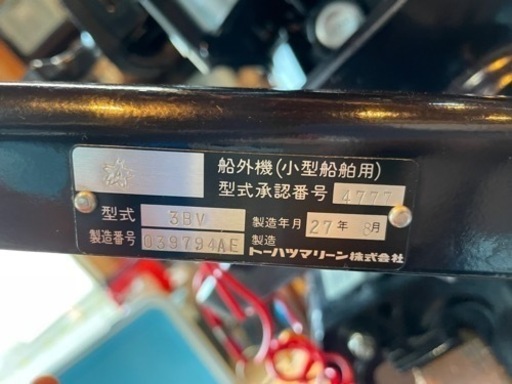 船外機(小型船舶用)
型式承認番号 4777
型式 3BV 製造年月 27年 8月
製造番号 039794AE 製造 トーハツマリーン株式会社